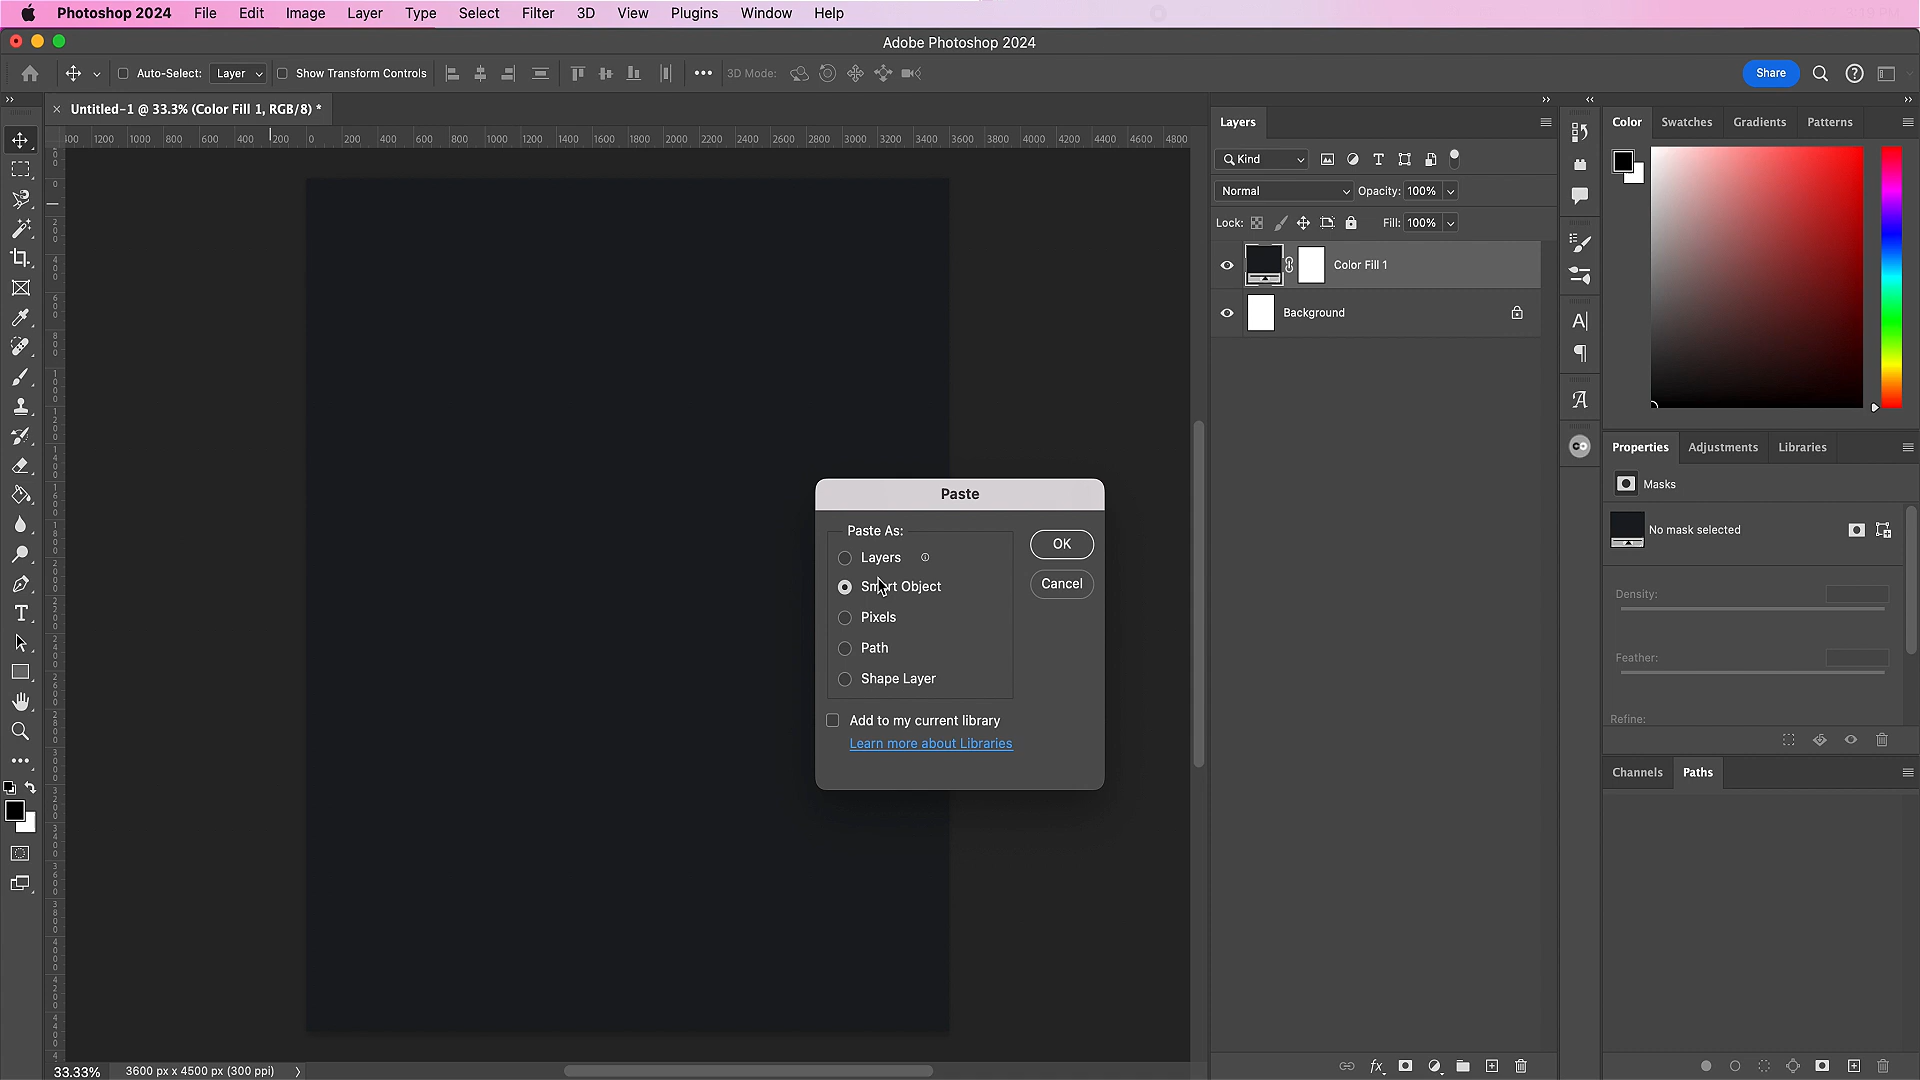 Photoshop 2024 File Edit Image Layer Type Select Filter 3D View Plugins Window Help
Adobe Photoshop 2024
Auto-Select: Layer Show Transform Controls 3D Mode: Share
Untitled-1 @ 33.3% (Color Fill 1, RGB/8) *
1200 1000 800 600 400 200 0 200 400 600 800 1000 1200 1400 1600 1800 2000 2200 2400 2600 2800 3000 3200 3400 3600 3800 4000 4200 4400 4600 4800
Layers
Kind
Normal Opacity: 100%
Lock: Fill: 100%
Color Fill 1
Background
Color Swatches Gradients Patterns
Properties Adjustments Libraries
Masks
No mask selected
Density:
Feather:
Refine:
Channels Paths
Paste
Paste As:
Layers
Smart Object
Pixels
Path
Shape Layer
OK
Cancel
Add to my current library
Learn more about Libraries
33.33% 3600 px x 4500 px (300 ppi)